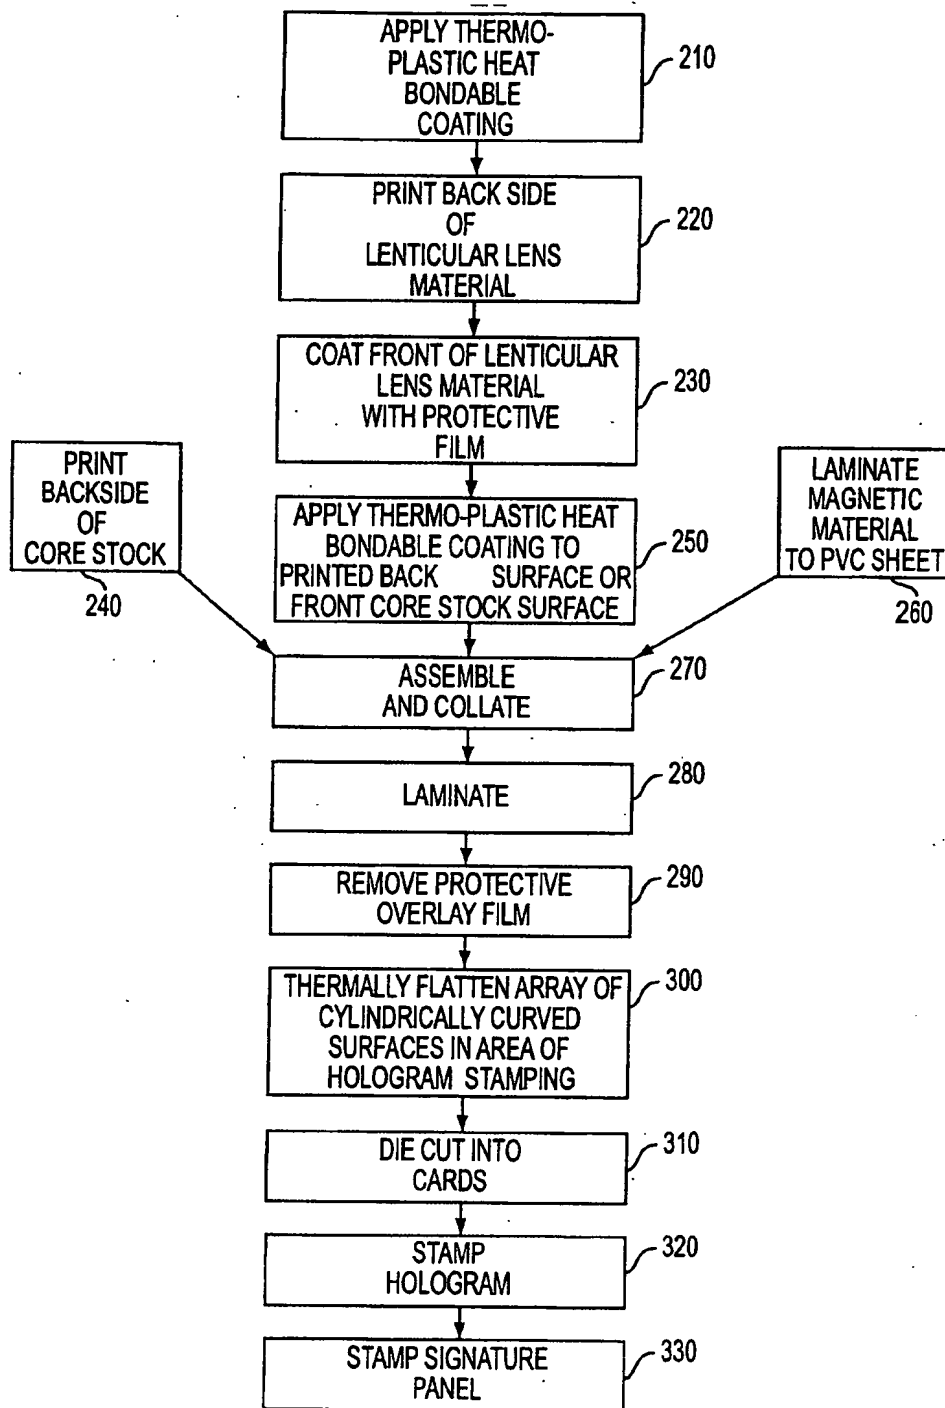 APPLY THERMO-
PLASTIC HEAT
BONDABLE
COATING
210
PRINT BACK SIDE
OF
LENTICULAR LENS
MATERIAL
220
COAT FRONT OF LENTICULAR
LENS MATERIAL
WITH PROTECTIVE
FILM
230
PRINT
BACKSIDE
OF
CORE STOCK
240
APPLY THERMO-PLASTIC HEAT
BONDABLE COATING TO
PRINTED BACK SURFACE OR
FRONT CORE STOCK SURFACE
250
LAMINATE
MAGNETIC
MATERIAL
TO PVC SHEET
260
ASSEMBLE
AND COLLATE
270
LAMINATE
280
REMOVE PROTECTIVE
OVERLAY FILM
290
THERMALLY FLATTEN ARRAY OF
CYLINDRICALLY CURVED
SURFACES IN AREA OF
HOLOGRAM STAMPING
300
DIE CUT INTO
CARDS
310
STAMP
HOLOGRAM
320
STAMP SIGNATURE
PANEL
330